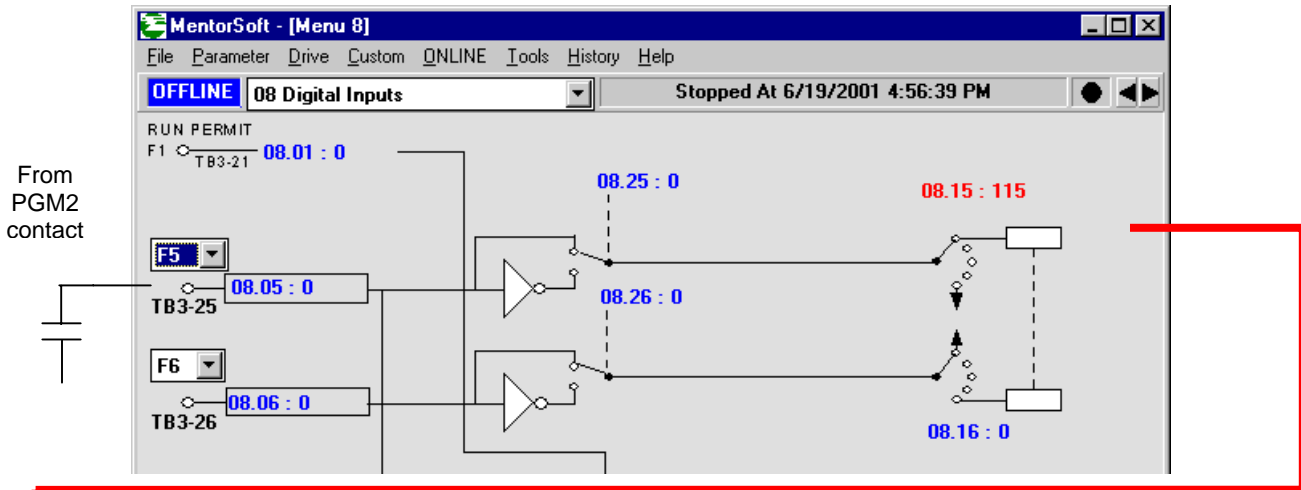 MentorSoft - [Menu 8]
File Parameter Drive Custom ONLINE Tools History Help
OFFLINE 08 Digital Inputs Stopped At 6/19/2001 4:56:39 PM
RUN PERMIT
F1 TB3-21 08.01 : 0
From
PGM2
contact
08.25 : 0
08.15 : 115
F5
08.05 : 0
TB3-25
08.26 : 0
F6
08.06 : 0
TB3-26
08.16 : 0